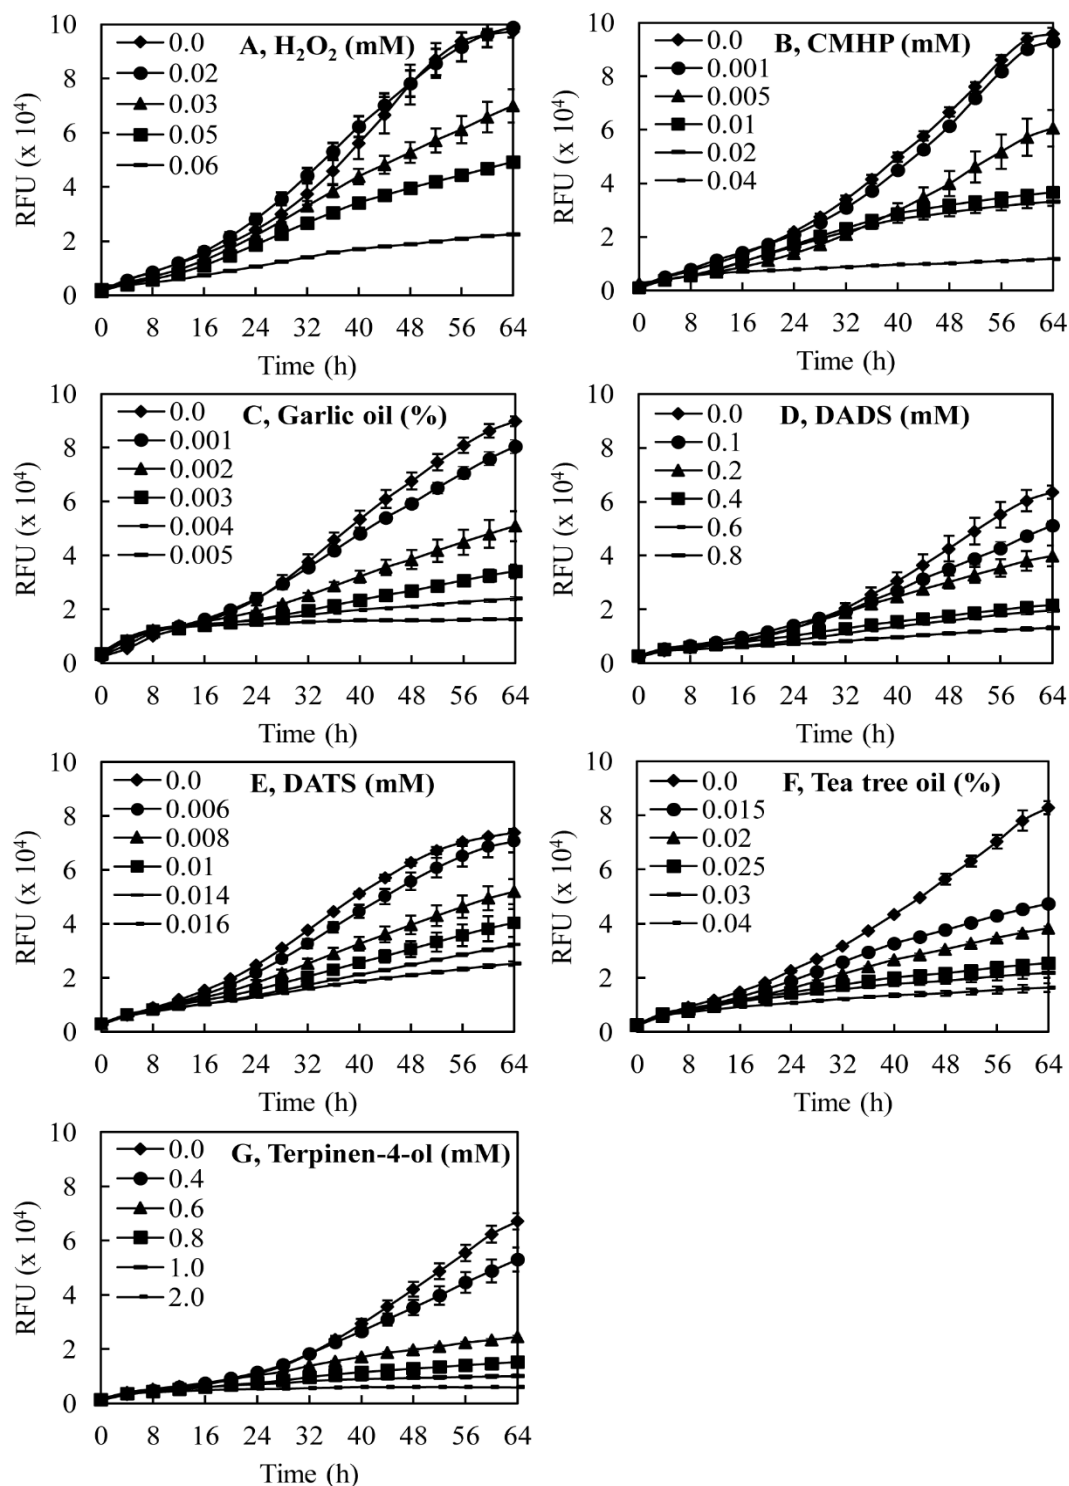 A, H₂O₂ (mM)
0.0
0.02
0.03
0.05
0.06
RFU (x 10⁴)
10
8
6
4
2
0
0 8 16 24 32 40 48 56 64
Time (h)
B, CMHP (mM)
0.0
0.001
0.005
0.01
0.02
0.04
RFU (x 10⁴)
10
8
6
4
2
0
0 8 16 24 32 40 48 56 64
Time (h)
C, Garlic oil (%)
0.0
0.001
0.002
0.003
0.004
0.005
RFU (x 10⁴)
10
8
6
4
2
0
0 8 16 24 32 40 48 56 64
Time (h)
D, DADS (mM)
0.0
0.1
0.2
0.4
0.6
0.8
RFU (x 10⁴)
10
8
6
4
2
0
0 8 16 24 32 40 48 56 64
Time (h)
E, DATS (mM)
0.0
0.006
0.008
0.01
0.014
0.016
RFU (x 10⁴)
10
8
6
4
2
0
0 8 16 24 32 40 48 56 64
Time (h)
F, Tea tree oil (%)
0.0
0.015
0.02
0.025
0.03
0.04
RFU (x 10⁴)
10
8
6
4
2
0
0 8 16 24 32 40 48 56 64
Time (h)
G, Terpinen-4-ol (mM)
0.0
0.4
0.6
0.8
1.0
2.0
RFU (x 10⁴)
10
8
6
4
2
0
0 8 16 24 32 40 48 56 64
Time (h)